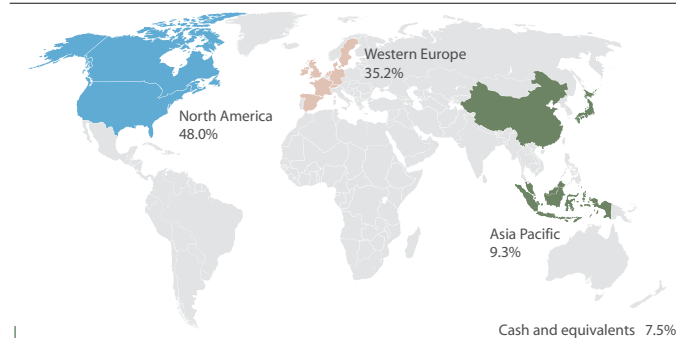 Western Europe
35.2%
North America
48.0%
Asia Pacific
9.3%
Cash and equivalents 7.5%